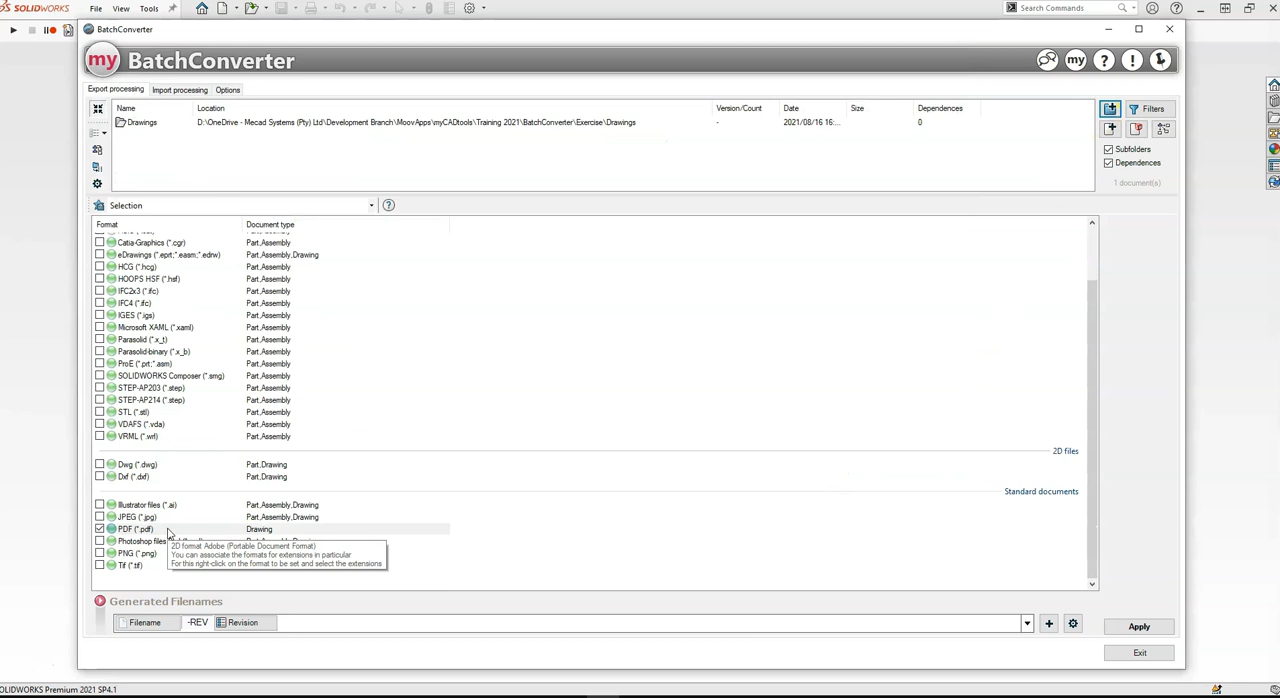 SOLIDWORKS File View Tools Search Commands
BatchConverter
my BatchConverter my ? !
Export processing Import processing Options
Name Location Version/Count Date Size Dependences Filters
Drawings D:\OneDrive - Mecad Systems (Pty) Ltd\Development Branch\MoovApps\myCADtools\Training 2021\BatchConverter\Exercise\Drawings - 2021/08/16 16:... 0
Subfolders
Dependences
1 document(s)
Selection ?
Format Document type
Catia-Graphics (*.cgr) Part,Assembly
eDrawings (*.eprt;*.easm;*.edrw) Part,Assembly,Drawing
HCG (*.hcg) Part,Assembly
HOOPS HSF (*.hsf) Part,Assembly
IFC2x3 (*.ifc) Part,Assembly
IFC4 (*.ifc) Part,Assembly
IGES (*.igs) Part,Assembly
Microsoft XAML (*.xaml) Part,Assembly
Parasolid (*.x_t) Part,Assembly
Parasolid-binary (*.x_b) Part,Assembly
ProE (*.prt;*.asm) Part,Assembly
SOLIDWORKS Composer (*.smg) Part,Assembly
STEP-AP203 (*.step) Part,Assembly
STEP-AP214 (*.step) Part,Assembly
STL (*.stl) Part,Assembly
VDAFS (*.vda) Part,Assembly
VRML (*.wrl) Part,Assembly
2D files
Dwg (*.dwg) Part,Drawing
Dxf (*.dxf) Part,Drawing
Standard documents
Illustrator files (*.ai) Part,Assembly,Drawing
JPEG (*.jpg) Part,Assembly,Drawing
PDF (*.pdf) Drawing
Photoshop files
PNG (*.png)
Tif (*.tif)
2D format Adobe (Portable Document Format)
You can associate the formats for extensions in particular
For this right-click on the format to be set and select the extensions
Generated Filenames
Filename -REV Revision
Apply
Exit
SOLIDWORKS Premium 2021 SP4.1